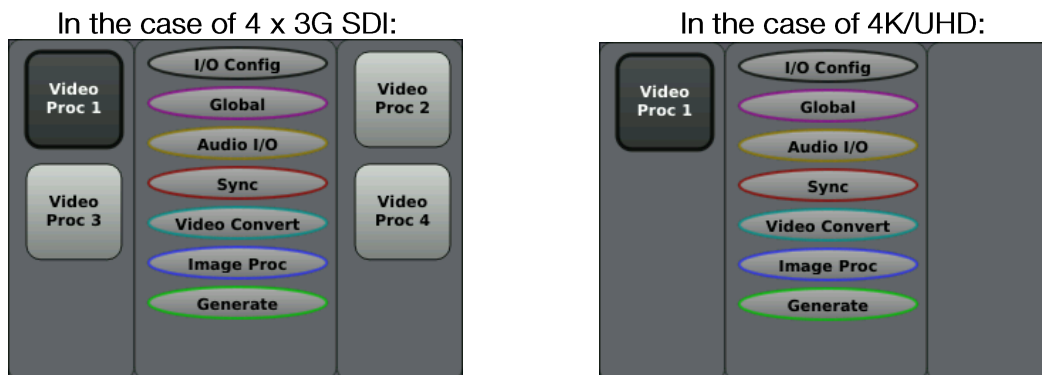 In the case of 4 x 3G SDI:
Video
Proc 1
I/O Config
Global
Audio I/O
Sync
Video Convert
Image Proc
Generate
Video
Proc 2
Video
Proc 3
Video
Proc 4
In the case of 4K/UHD:
Video
Proc 1
I/O Config
Global
Audio I/O
Sync
Video Convert
Image Proc
Generate